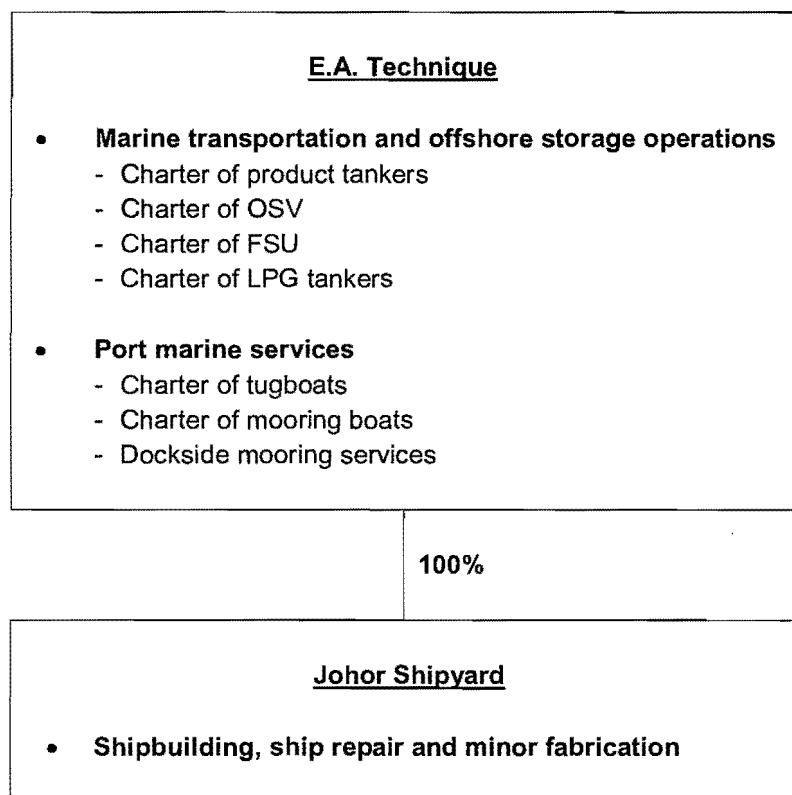 E.A. Technique
• Marine transportation and offshore storage operations
- Charter of product tankers
- Charter of OSV
- Charter of FSU
- Charter of LPG tankers
• Port marine services
- Charter of tugboats
- Charter of mooring boats
- Dockside mooring services
100%
Johor Shipyard
• Shipbuilding, ship repair and minor fabrication